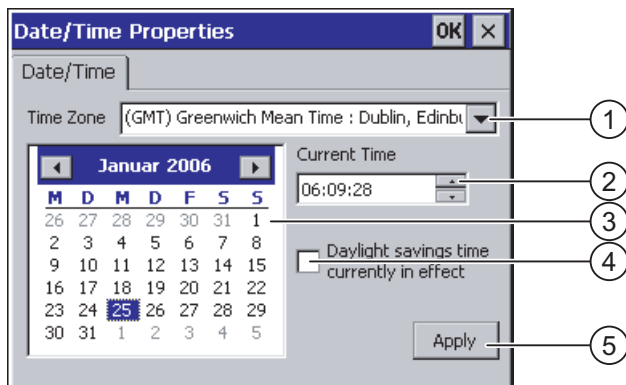 Date/Time Properties OK ×
Date/Time
Time Zone (GMT) Greenwich Mean Time : Dublin, Edinbu
1
Januar 2006
Current Time
06:09:28
2
M D M D F S S
26 27 28 29 30 31 1
3
2 3 4 5 6 7 8
9 10 11 12 13 14 15
16 17 18 19 20 21 22
23 24 25 26 27 28 29
30 31 1 2 3 4 5
Daylight savings time
currently in effect
4
Apply
5